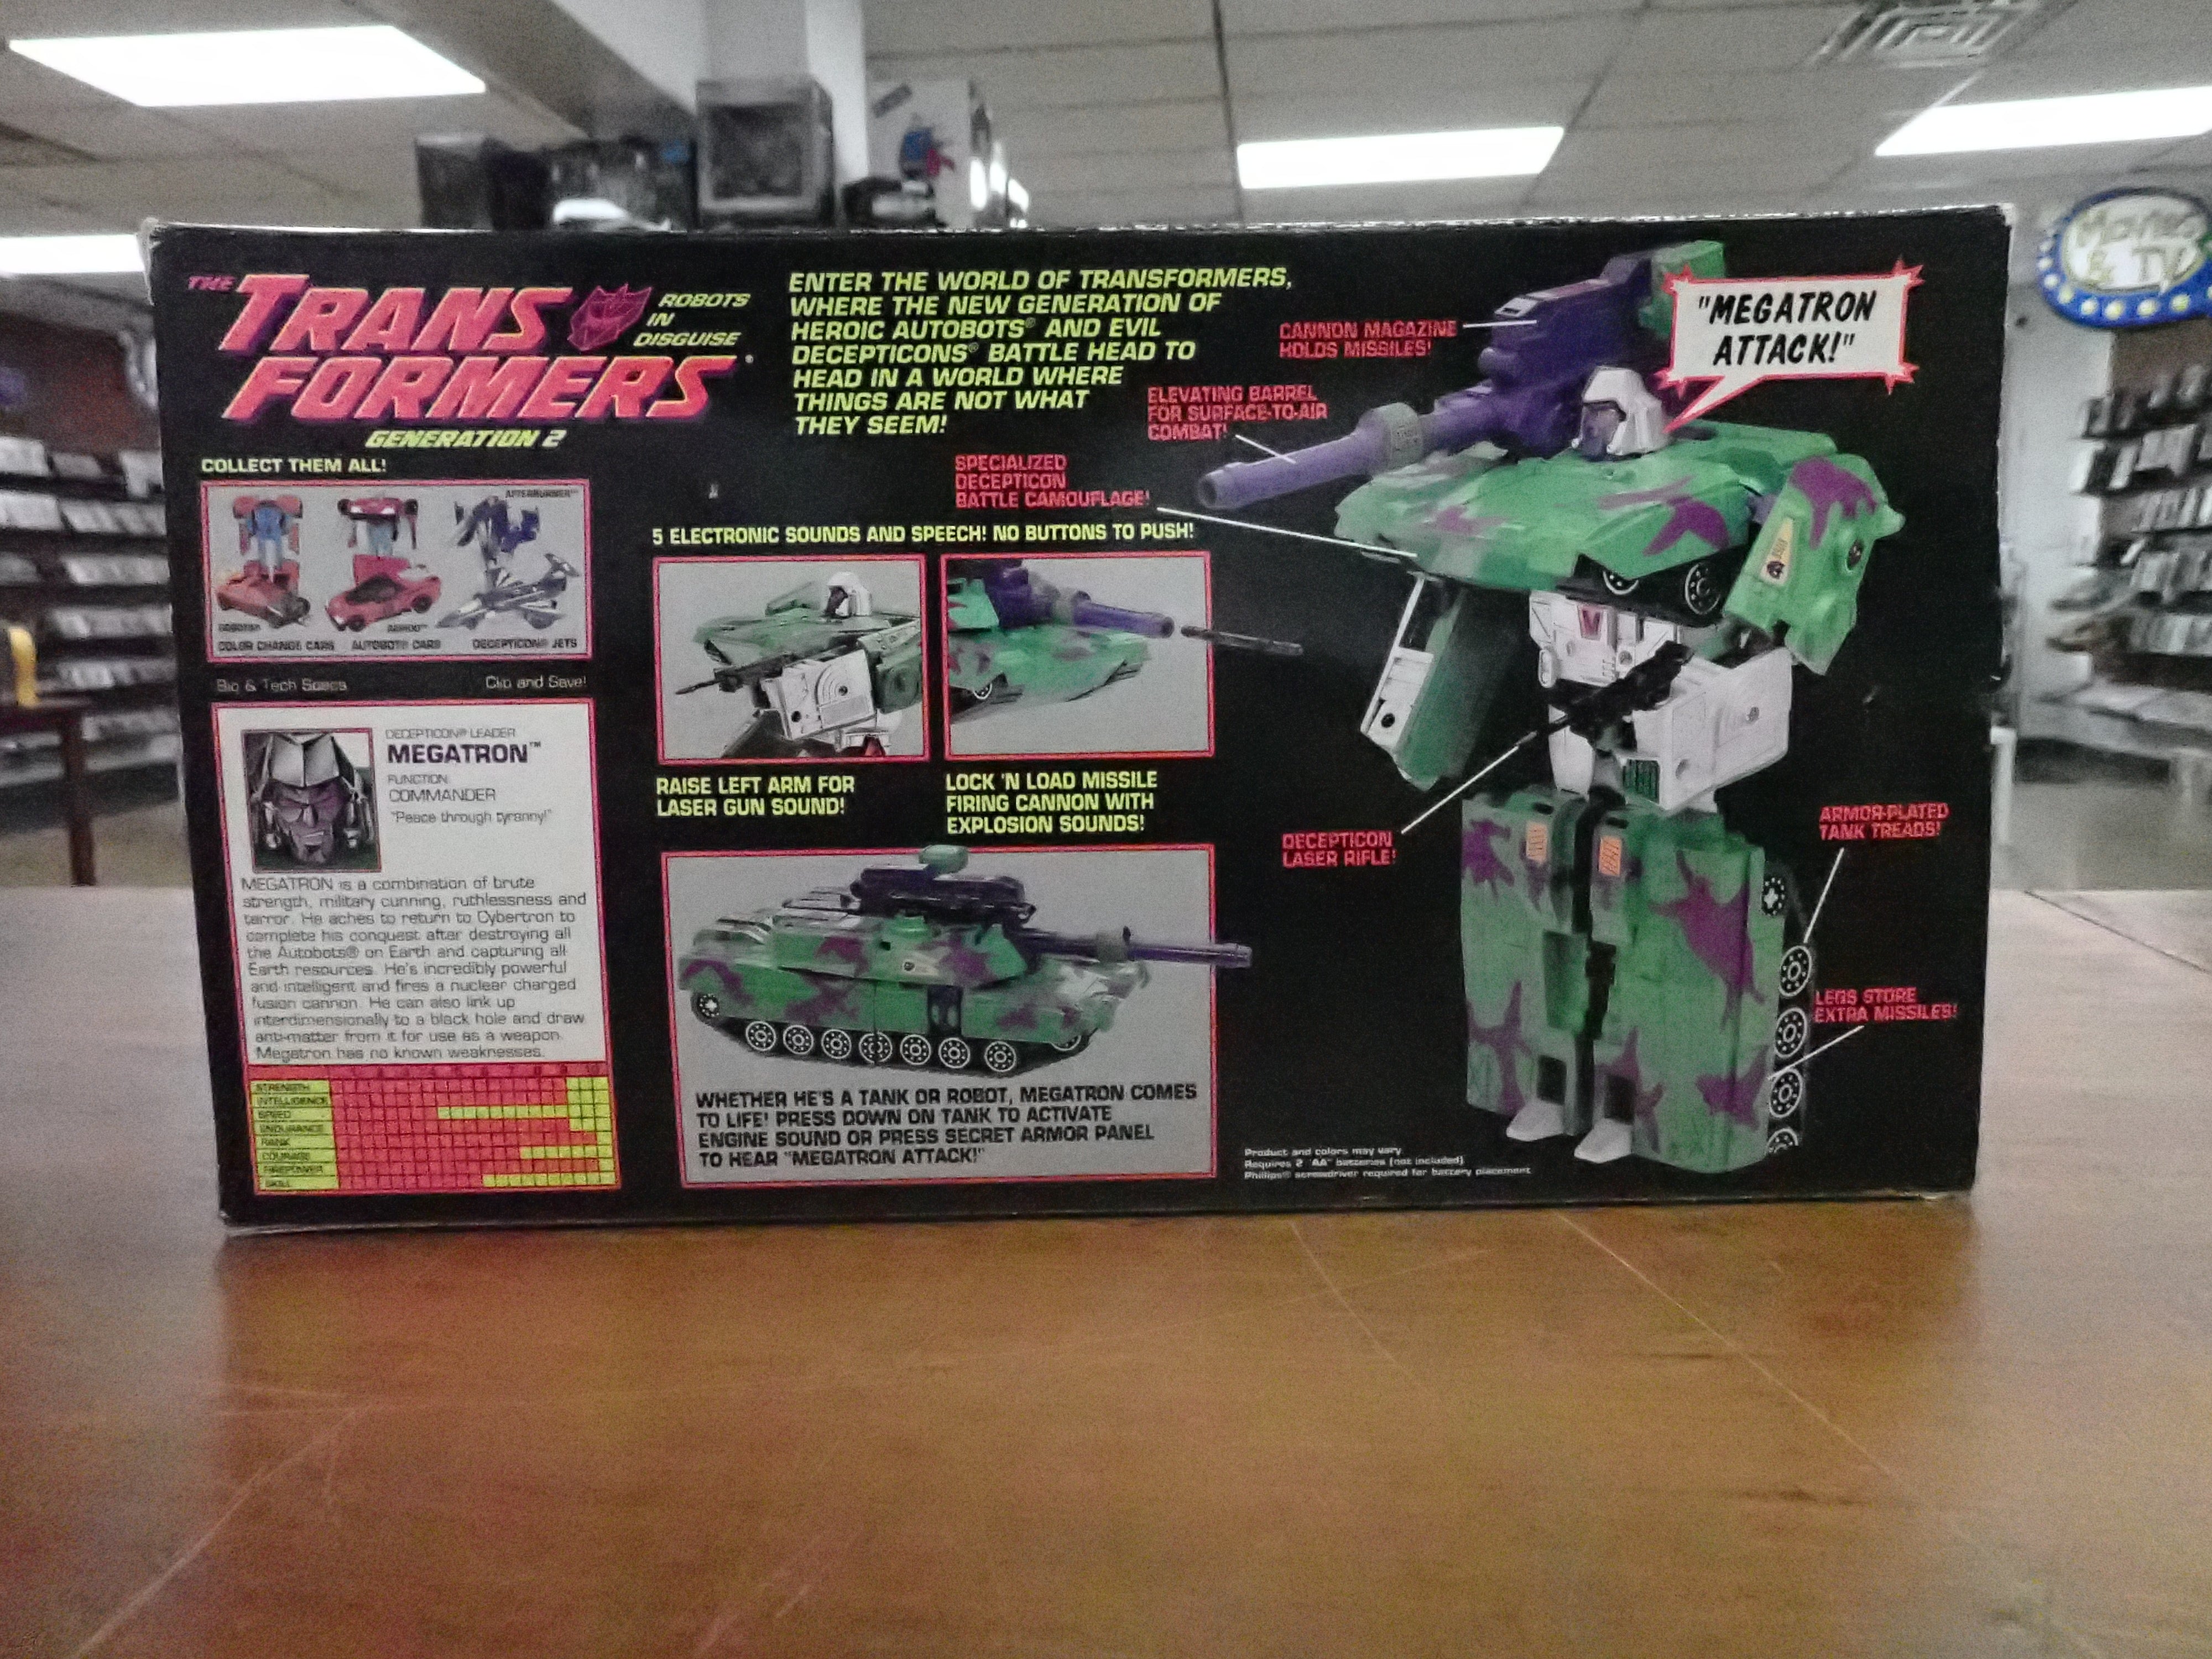 THE
TRANS
FORMERS
ROBOTS
IN
DISGUISE
GENERATION 2
ENTER THE WORLD OF TRANSFORMERS,
WHERE THE NEW GENERATION OF
HEROIC AUTOBOTS® AND EVIL
DECEPTICONS® BATTLE HEAD TO
HEAD IN A WORLD WHERE
THINGS ARE NOT WHAT
THEY SEEM!
CANNON MAGAZINE
HOLDS MISSILES!
"MEGATRON
ATTACK!"
ELEVATING BARREL
FOR SURFACE-TO-AIR
COMBAT!
SPECIALIZED
DECEPTICON
BATTLE CAMOUFLAGE!
COLLECT THEM ALL!
AFTERBURNER™
COLOR CHANGE CARS
AUTOBOT® CARS
DECEPTICON® JETS
5 ELECTRONIC SOUNDS AND SPEECH! NO BUTTONS TO PUSH!
RAISE LEFT ARM FOR
LASER GUN SOUND!
LOCK 'N LOAD MISSILE
FIRING CANNON WITH
EXPLOSION SOUNDS!
Bio & Tech Specs
Clip and Save!
DECEPTICON® LEADER
MEGATRON™
FUNCTION:
COMMANDER
"Peace through tyranny!"
MEGATRON is a combination of brute
strength, military cunning, ruthlessness and
terror. He aches to return to Cybertron to
complete his conquest after destroying all
the Autobots® on Earth and capturing all
Earth resources. He's incredibly powerful
and intelligent and fires a nuclear charged
fusion cannon. He can also link up
interdimensionally to a black hole and draw
anti-matter from it for use as a weapon.
Megatron has no known weaknesses.
STRENGTH
INTELLIGENCE
SPEED
ENDURANCE
RANK
COURAGE
FIREPOWER
SKILL
WHETHER HE'S A TANK OR ROBOT, MEGATRON COMES
TO LIFE! PRESS DOWN ON TANK TO ACTIVATE
ENGINE SOUND OR PRESS SECRET ARMOR PANEL
TO HEAR "MEGATRON ATTACK!"
DECEPTICON
LASER RIFLE!
ARMOR-PLATED
TANK TREADS!
LEGS STORE
EXTRA MISSILES!
Product and colors may vary.
Requires 2 "AA" batteries (not included).
Phillips® screwdriver required for battery placement.
Movies
& TV